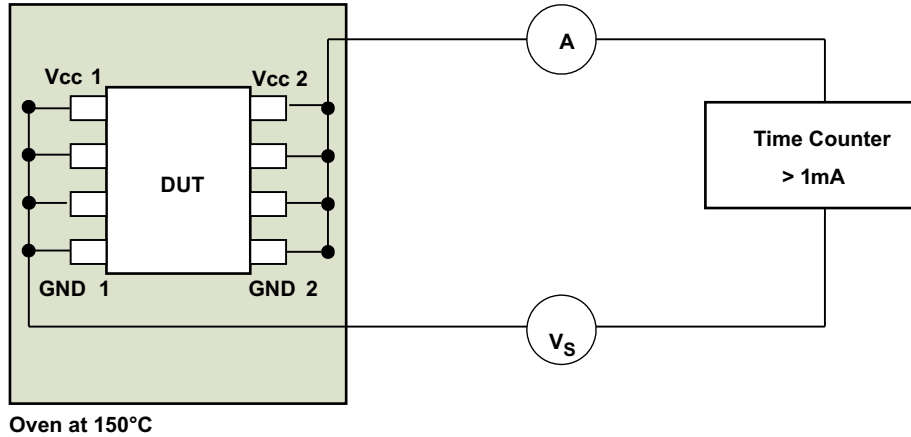 A
Vcc 1
Vcc 2
Time Counter
> 1mA
DUT
GND 1
GND 2
VS
Oven at 150°C